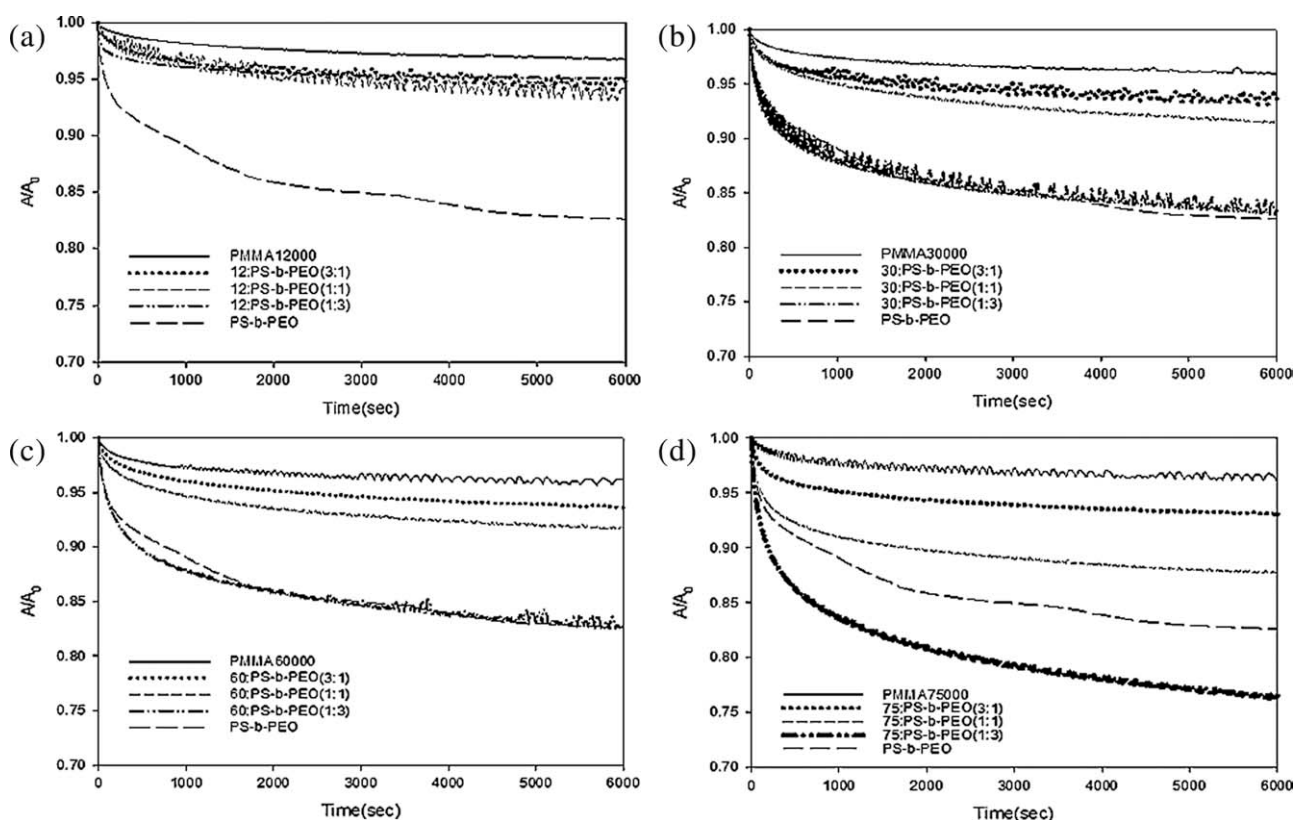 (a)
1.00
0.95
0.90
0.85
0.80
0.75
0.70
A/A0
PMMA12000
12:PS-b-PEO(3:1)
12:PS-b-PEO(1:1)
12:PS-b-PEO(1:3)
PS-b-PEO
0 1000 2000 3000 4000 5000 6000
Time(sec)
(b)
1.00
0.95
0.90
0.85
0.80
0.75
0.70
A/A0
PMMA30000
30:PS-b-PEO(3:1)
30:PS-b-PEO(1:1)
30:PS-b-PEO(1:3)
PS-b-PEO
0 1000 2000 3000 4000 5000 6000
Time(sec)
(c)
1.00
0.95
0.90
0.85
0.80
0.75
0.70
A/A0
PMMA60000
60:PS-b-PEO(3:1)
60:PS-b-PEO(1:1)
60:PS-b-PEO(1:3)
PS-b-PEO
0 1000 2000 3000 4000 5000 6000
Time(sec)
(d)
1.00
0.95
0.90
0.85
0.80
0.75
0.70
A/A0
PMMA75000
75:PS-b-PEO(3:1)
75:PS-b-PEO(1:1)
75:PS-b-PEO(1:3)
PS-b-PEO
0 1000 2000 3000 4000 5000 6000
Time(sec)